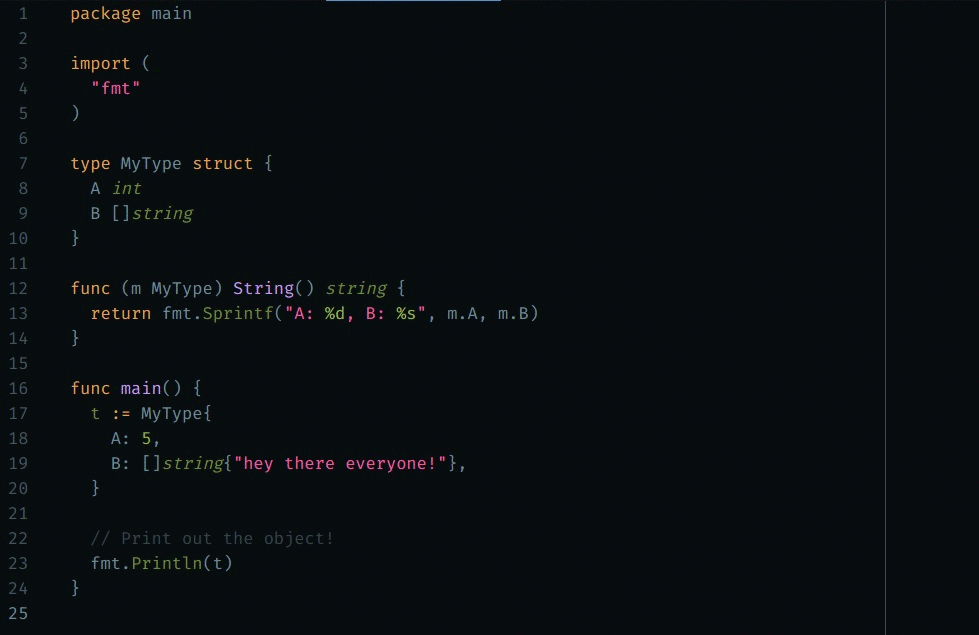 1 package main
2
3 import (
4   "fmt"
5 )
6
7 type MyType struct {
8   A int
9   B []string
10 }
11
12 func (m MyType) String() string {
13   return fmt.Sprintf("A: %d, B: %s", m.A, m.B)
14 }
15
16 func main() {
17   t := MyType{
18     A: 5,
19     B: []string{"hey there everyone!"},
20   }
21
22   // Print out the object!
23   fmt.Println(t)
24 }
25